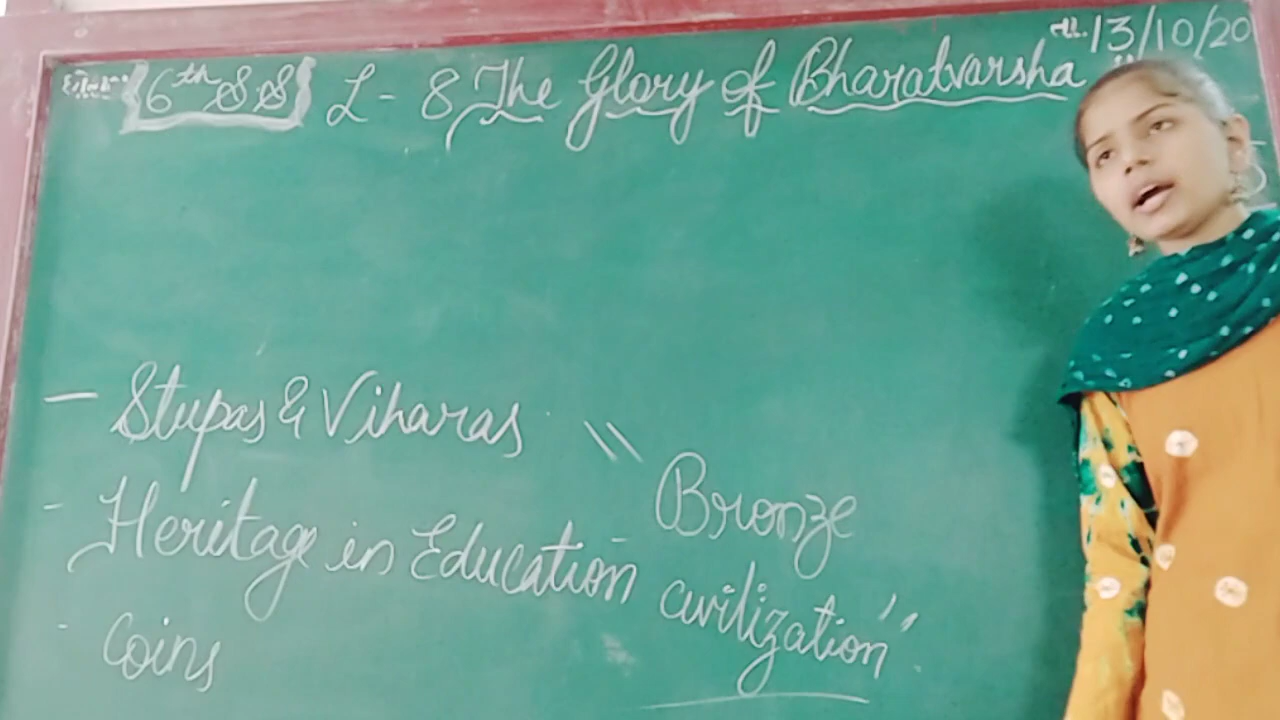 તા. 13/10/20
6th S.S L - 8 The Glory of Bharatvarsha
- Stupas & Viharas
- Heritage in Education
- Coins
" Bronze
civilization".